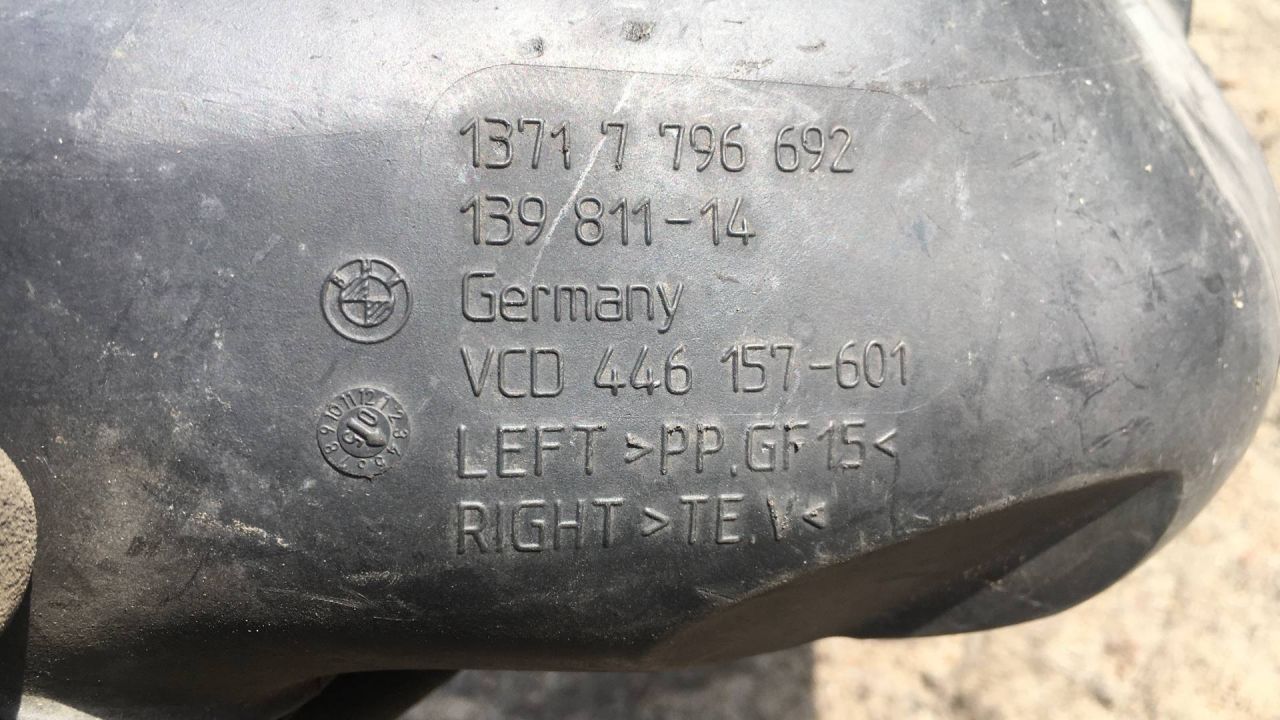 1371 7 796 692
139 811-14
Germany
VCD 446 157-601
LEFT >PP.GF15<
RIGHT >TE.V<